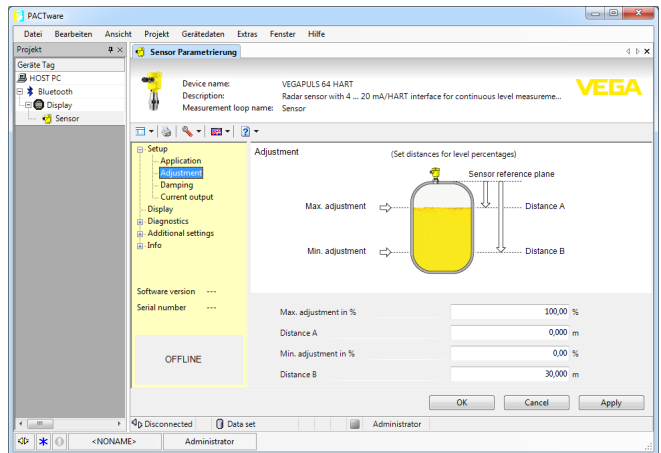 PACTware
Datei Bearbeiten Ansicht Projekt Gerätedaten Extras Fenster Hilfe
Projekt
Sensor Parametrierung
Geräte Tag
HOST PC
Bluetooth
Display
Sensor
Device name: VEGAPULS 64 HART
Description: Radar sensor with 4 ... 20 mA/HART interface for continuous level measureme...
Measurement loop name: Sensor
VEGA
Setup
Application
Adjustment
Damping
Current output
Display
Diagnostics
Additional settings
Info
Software version ---
Serial number ---
OFFLINE
Adjustment
(Set distances for level percentages)
Sensor reference plane
Max. adjustment
Distance A
Min. adjustment
Distance B
Max. adjustment in % 100,00 %
Distance A 0,000 m
Min. adjustment in % 0,00 %
Distance B 30,000 m
OK Cancel Apply
Disconnected Data set Administrator
<NONAME> Administrator